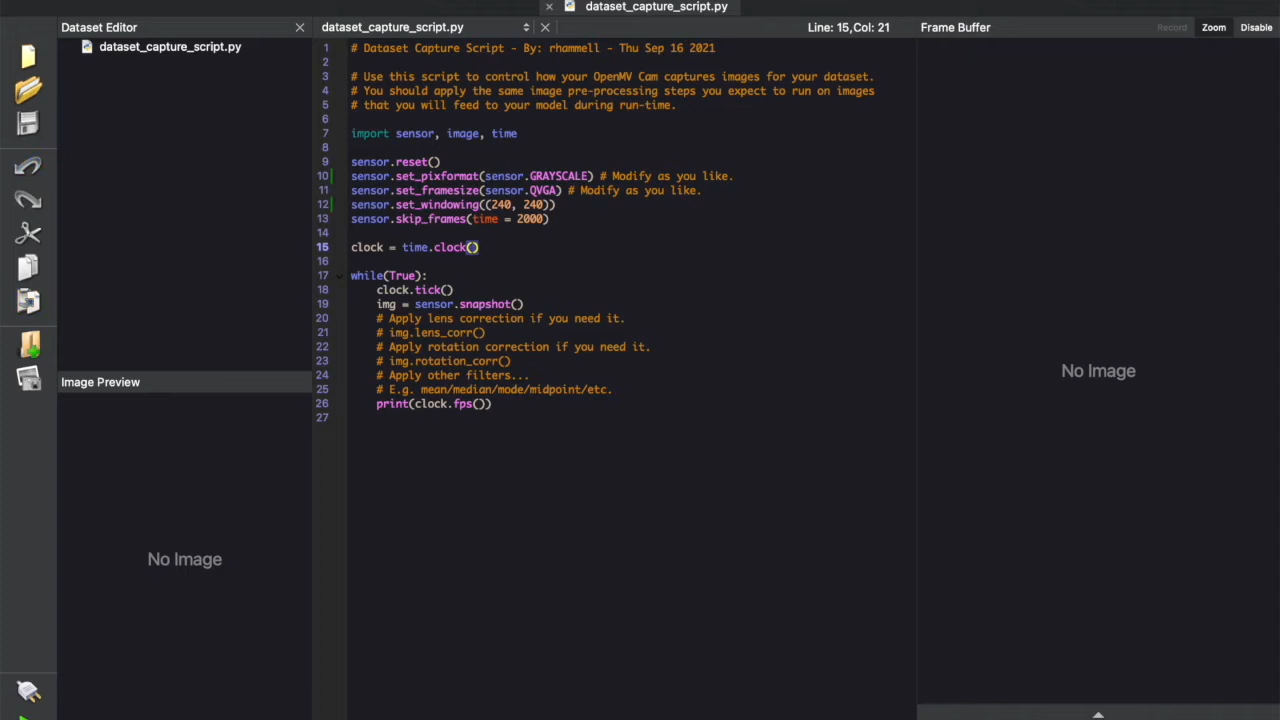 dataset_capture_script.py
Dataset Editor
dataset_capture_script.py
Line: 15,Col: 21
Frame Buffer
Record
Zoom
Disable
dataset_capture_script.py
1 # Dataset Capture Script - By: rhammell - Thu Sep 16 2021
2
3 # Use this script to control how your OpenMV Cam captures images for your dataset.
4 # You should apply the same image pre-processing steps you expect to run on images
5 # that you will feed to your model during run-time.
6
7 import sensor, image, time
8
9 sensor.reset()
10 sensor.set_pixformat(sensor.GRAYSCALE) # Modify as you like.
11 sensor.set_framesize(sensor.QVGA) # Modify as you like.
12 sensor.set_windowing((240, 240))
13 sensor.skip_frames(time = 2000)
14
15 clock = time.clock()
16
17 while(True):
18     clock.tick()
19     img = sensor.snapshot()
20     # Apply lens correction if you need it.
21     # img.lens_corr()
22     # Apply rotation correction if you need it.
23     # img.rotation_corr()
24     # Apply other filters...
25     # E.g. mean/median/mode/midpoint/etc.
26     print(clock.fps())
27
Image Preview
No Image
No Image